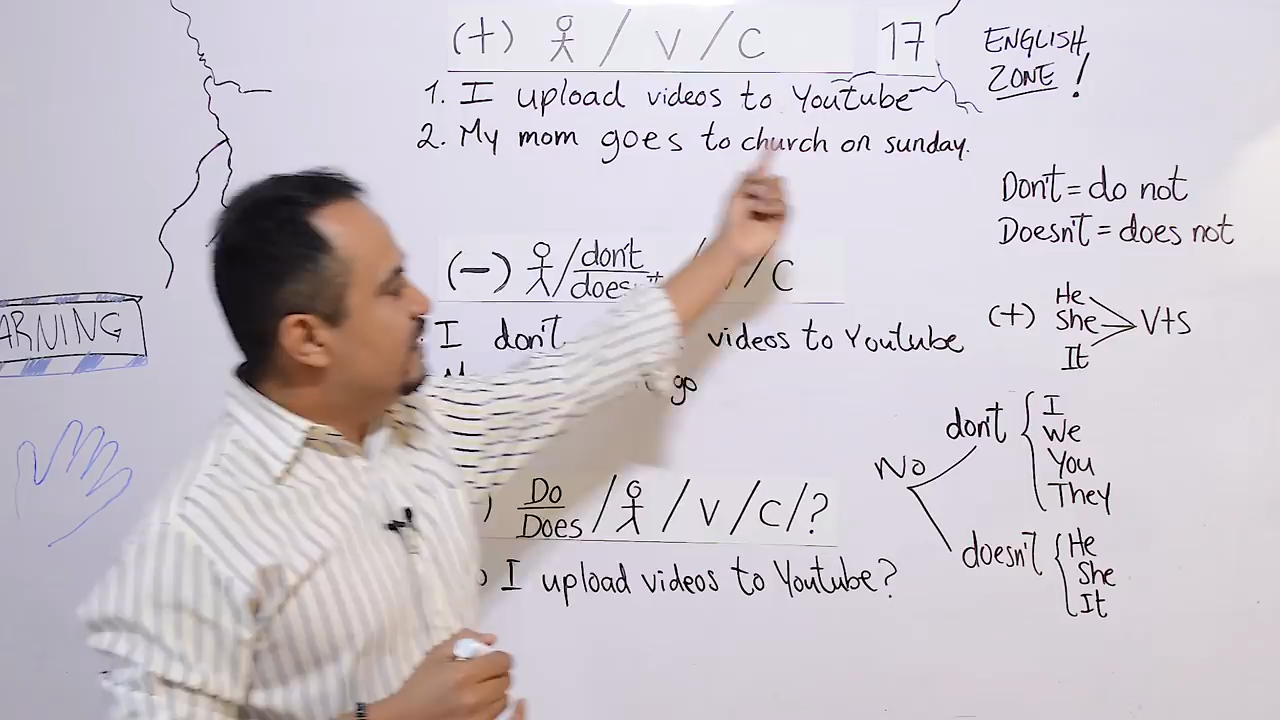 (+) / V / C 17
ENGLISH
ZONE!
1. I upload videos to Youtube
2. My mom goes to church on sunday.
Don't = do not
Doesn't = does not
(-) / don't / / C
I don't videos to Youtube
go
(+) He
She
It
V+S
ARNING
No
don't { I
We
You
They
doesn't { He
She
It
Do
Does / / V / C / ?
I upload videos to Youtube?